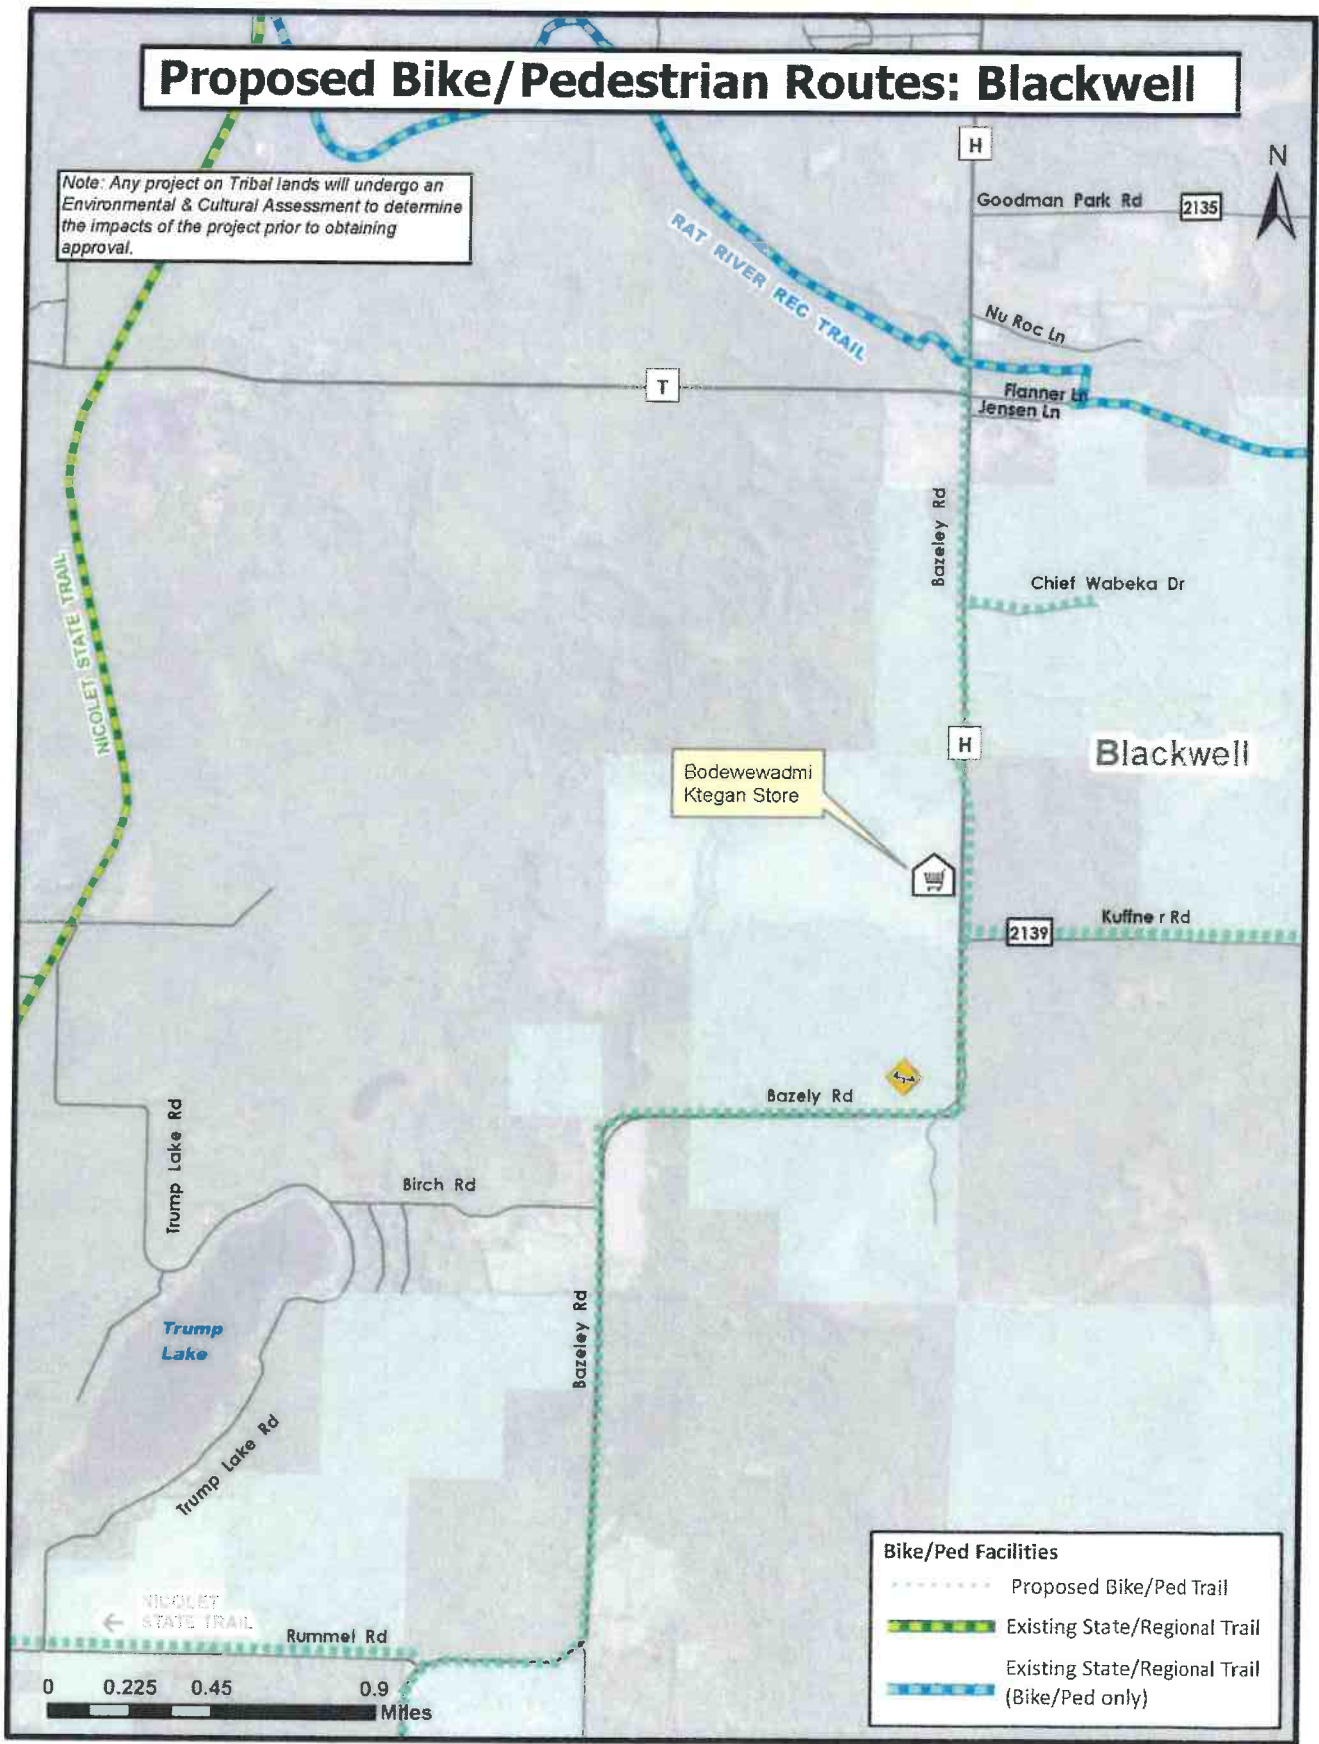 Proposed Bike/Pedestrian Routes: Blackwell
Note: Any project on Tribal lands will undergo an
Environmental & Cultural Assessment to determine
the impacts of the project prior to obtaining
approval.
H
N
Goodman Park Rd
2135
RAT RIVER REC TRAIL
Nu Roc Ln
T
Flanner Ln
Jensen Ln
Bazeley Rd
NICOLET STATE TRAIL
Chief Wabeka Dr
H
Blackwell
Bodewewadmi
Ktegan Store
Kuffner Rd
2139
Bazely Rd
Trump Lake Rd
Birch Rd
Bazeley Rd
Trump
Lake
Trump Lake Rd
NICOLET
← STATE TRAIL
Rummel Rd
0 0.225 0.45 0.9
Miles
Bike/Ped Facilities
Proposed Bike/Ped Trail
Existing State/Regional Trail
Existing State/Regional Trail
(Bike/Ped only)